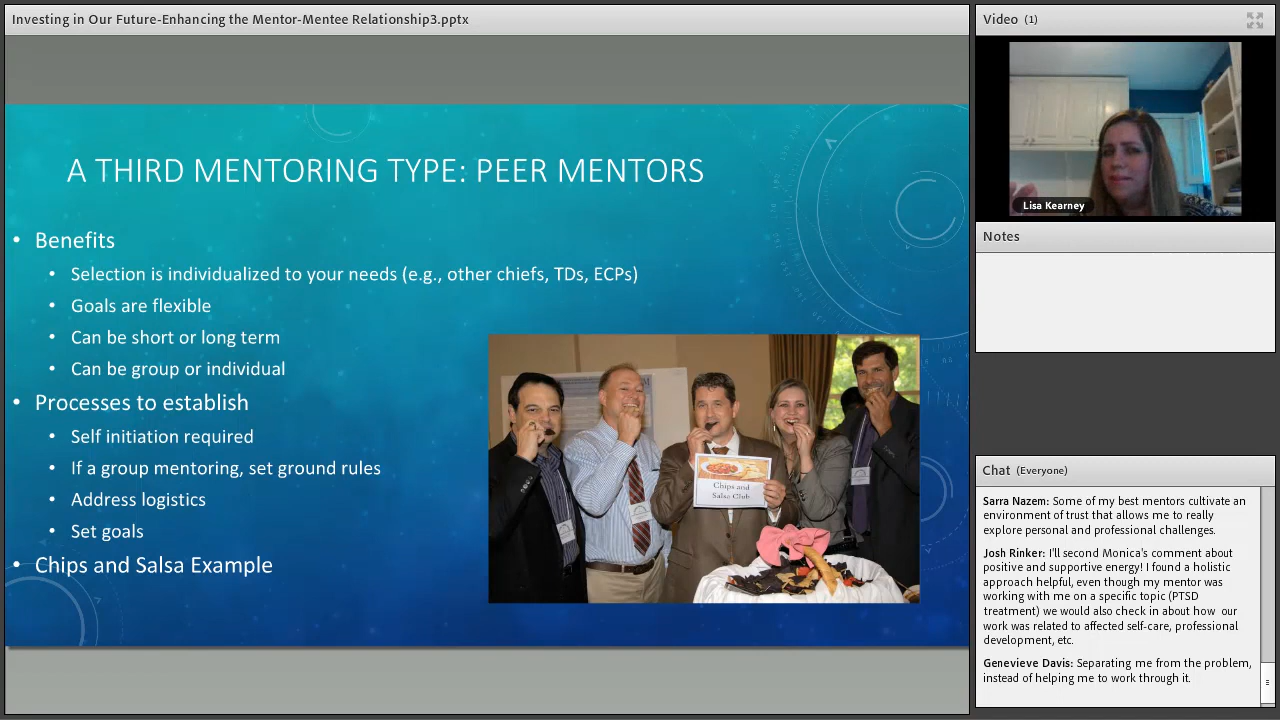 Investing in Our Future-Enhancing the Mentor-Mentee Relationship3.pptx
A THIRD MENTORING TYPE: PEER MENTORS
• Benefits
• Selection is individualized to your needs (e.g., other chiefs, TDs, ECPs)
• Goals are flexible
• Can be short or long term
• Can be group or individual
• Processes to establish
• Self initiation required
• If a group mentoring, set ground rules
• Address logistics
• Set goals
• Chips and Salsa Example
Chips and
Salsa Club
Video (1)
Lisa Kearney
Notes
Chat (Everyone)
Sarra Nazem: Some of my best mentors cultivate an
environment of trust that allows me to really
explore personal and professional challenges.
Josh Rinker: I'll second Monica's comment about
positive and supportive energy! I found a holistic
approach helpful, even though my mentor was
working with me on a specific topic (PTSD
treatment) we would also check in about how our
work was related to affected self-care, professional
development, etc.
Genevieve Davis: Separating me from the problem,
instead of helping me to work through it.